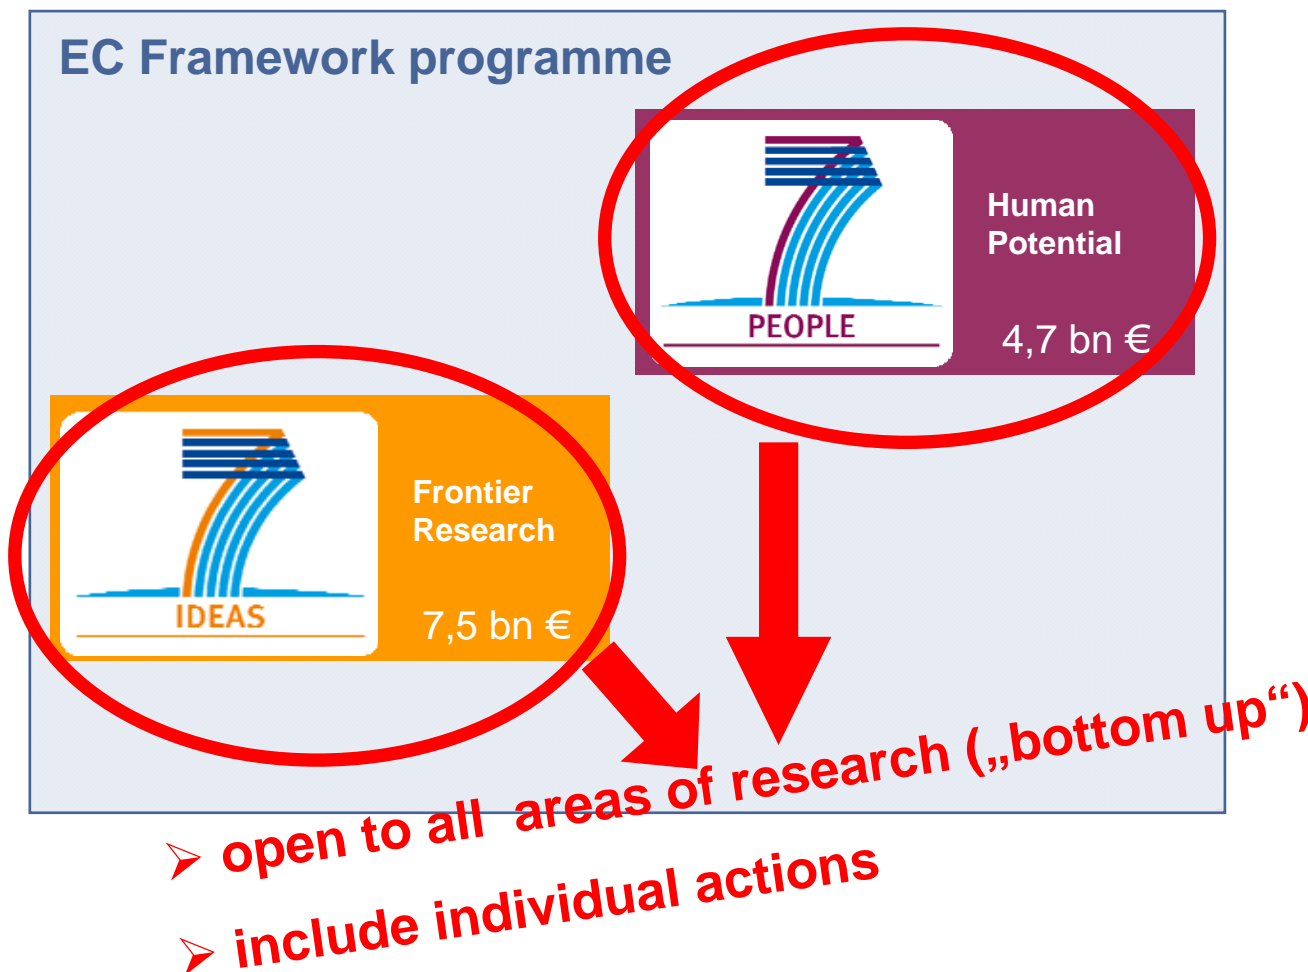 EC Framework programme
Human
Potential
PEOPLE
4,7 bn €
Frontier
Research
IDEAS
7,5 bn €
➢ open to all  areas of research („bottom up“)
➢ include individual actions